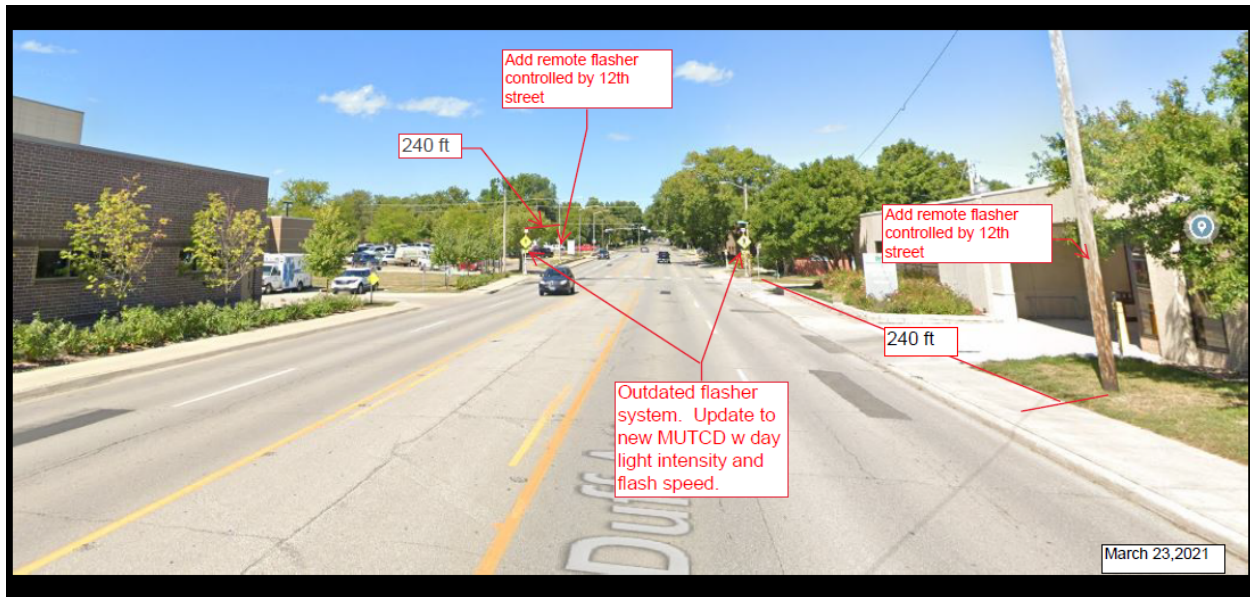 Add remote flasher
controlled by 12th
street
240 ft
Add remote flasher
controlled by 12th
street
240 ft
Outdated flasher
system.  Update to
new MUTCD w day
light intensity and
flash speed.
Duff
March 23,2021